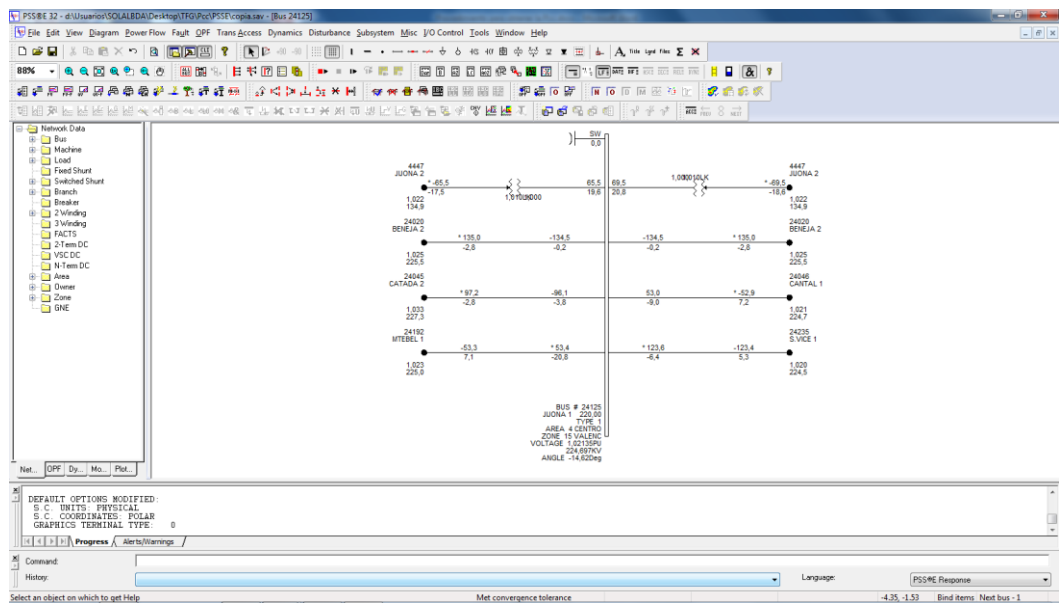 PSS®E 32 - d:\Usuarios\SOLALBDA\Desktop\TFG\Pcc\PSSE\copia.sav - [Bus 24125]
File Edit View Diagram Power Flow Fault OPF Trans Access Dynamics Disturbance Subsystem Misc I/O Control Tools Window Help
88%
Network Data
Bus
Machine
Load
Fixed Shunt
Switched Shunt
Branch
Breaker
2 Winding
3 Winding
FACTS
2-Term DC
VSC DC
N-Term DC
Area
Owner
Zone
GNE
Net... OPF Dy... Mo... Plot...
SW
0,0
4447
JUONA 2
* -65,5
-17,5
65,5
19,6
1,022
134,9
69,5
20,8
* -69,5
-18,6
4447
JUONA 2
1,022
134,9
24020
BENEJA 2
* 135,0
-2,8
-134,5
-0,2
1,025
225,5
-134,5
-0,2
* 135,0
-2,8
24020
BENEJA 2
1,025
225,5
24045
CATADA 2
* 97,2
-2,8
-96,1
-3,8
1,033
227,3
53,0
-9,0
* -52,9
7,2
24046
CANTAL 1
1,021
224,7
24192
MTEBEL 1
-53,3
7,1
* 53,4
-20,8
1,023
225,0
* 123,6
-6,4
-123,4
5,3
24235
S.VICE 1
1,020
224,5
BUS # 24125
JUONA 1 220,00
TYPE 1
AREA 4 CENTRO
ZONE 15 VALENC
VOLTAGE 1,02135PU
224,697KV
ANGLE -14,62Deg
DEFAULT OPTIONS MODIFIED:
S.C. UNITS: PHYSICAL
S.C. COORDINATES: POLAR
GRAPHICS TERMINAL TYPE: 0
Progress Alerts/Warnings
Command:
History:
Language:
PSS®E Response
Select an object on which to get Help
Met convergence tolerance
-4.35, -1.53
Bind items Next bus - 1